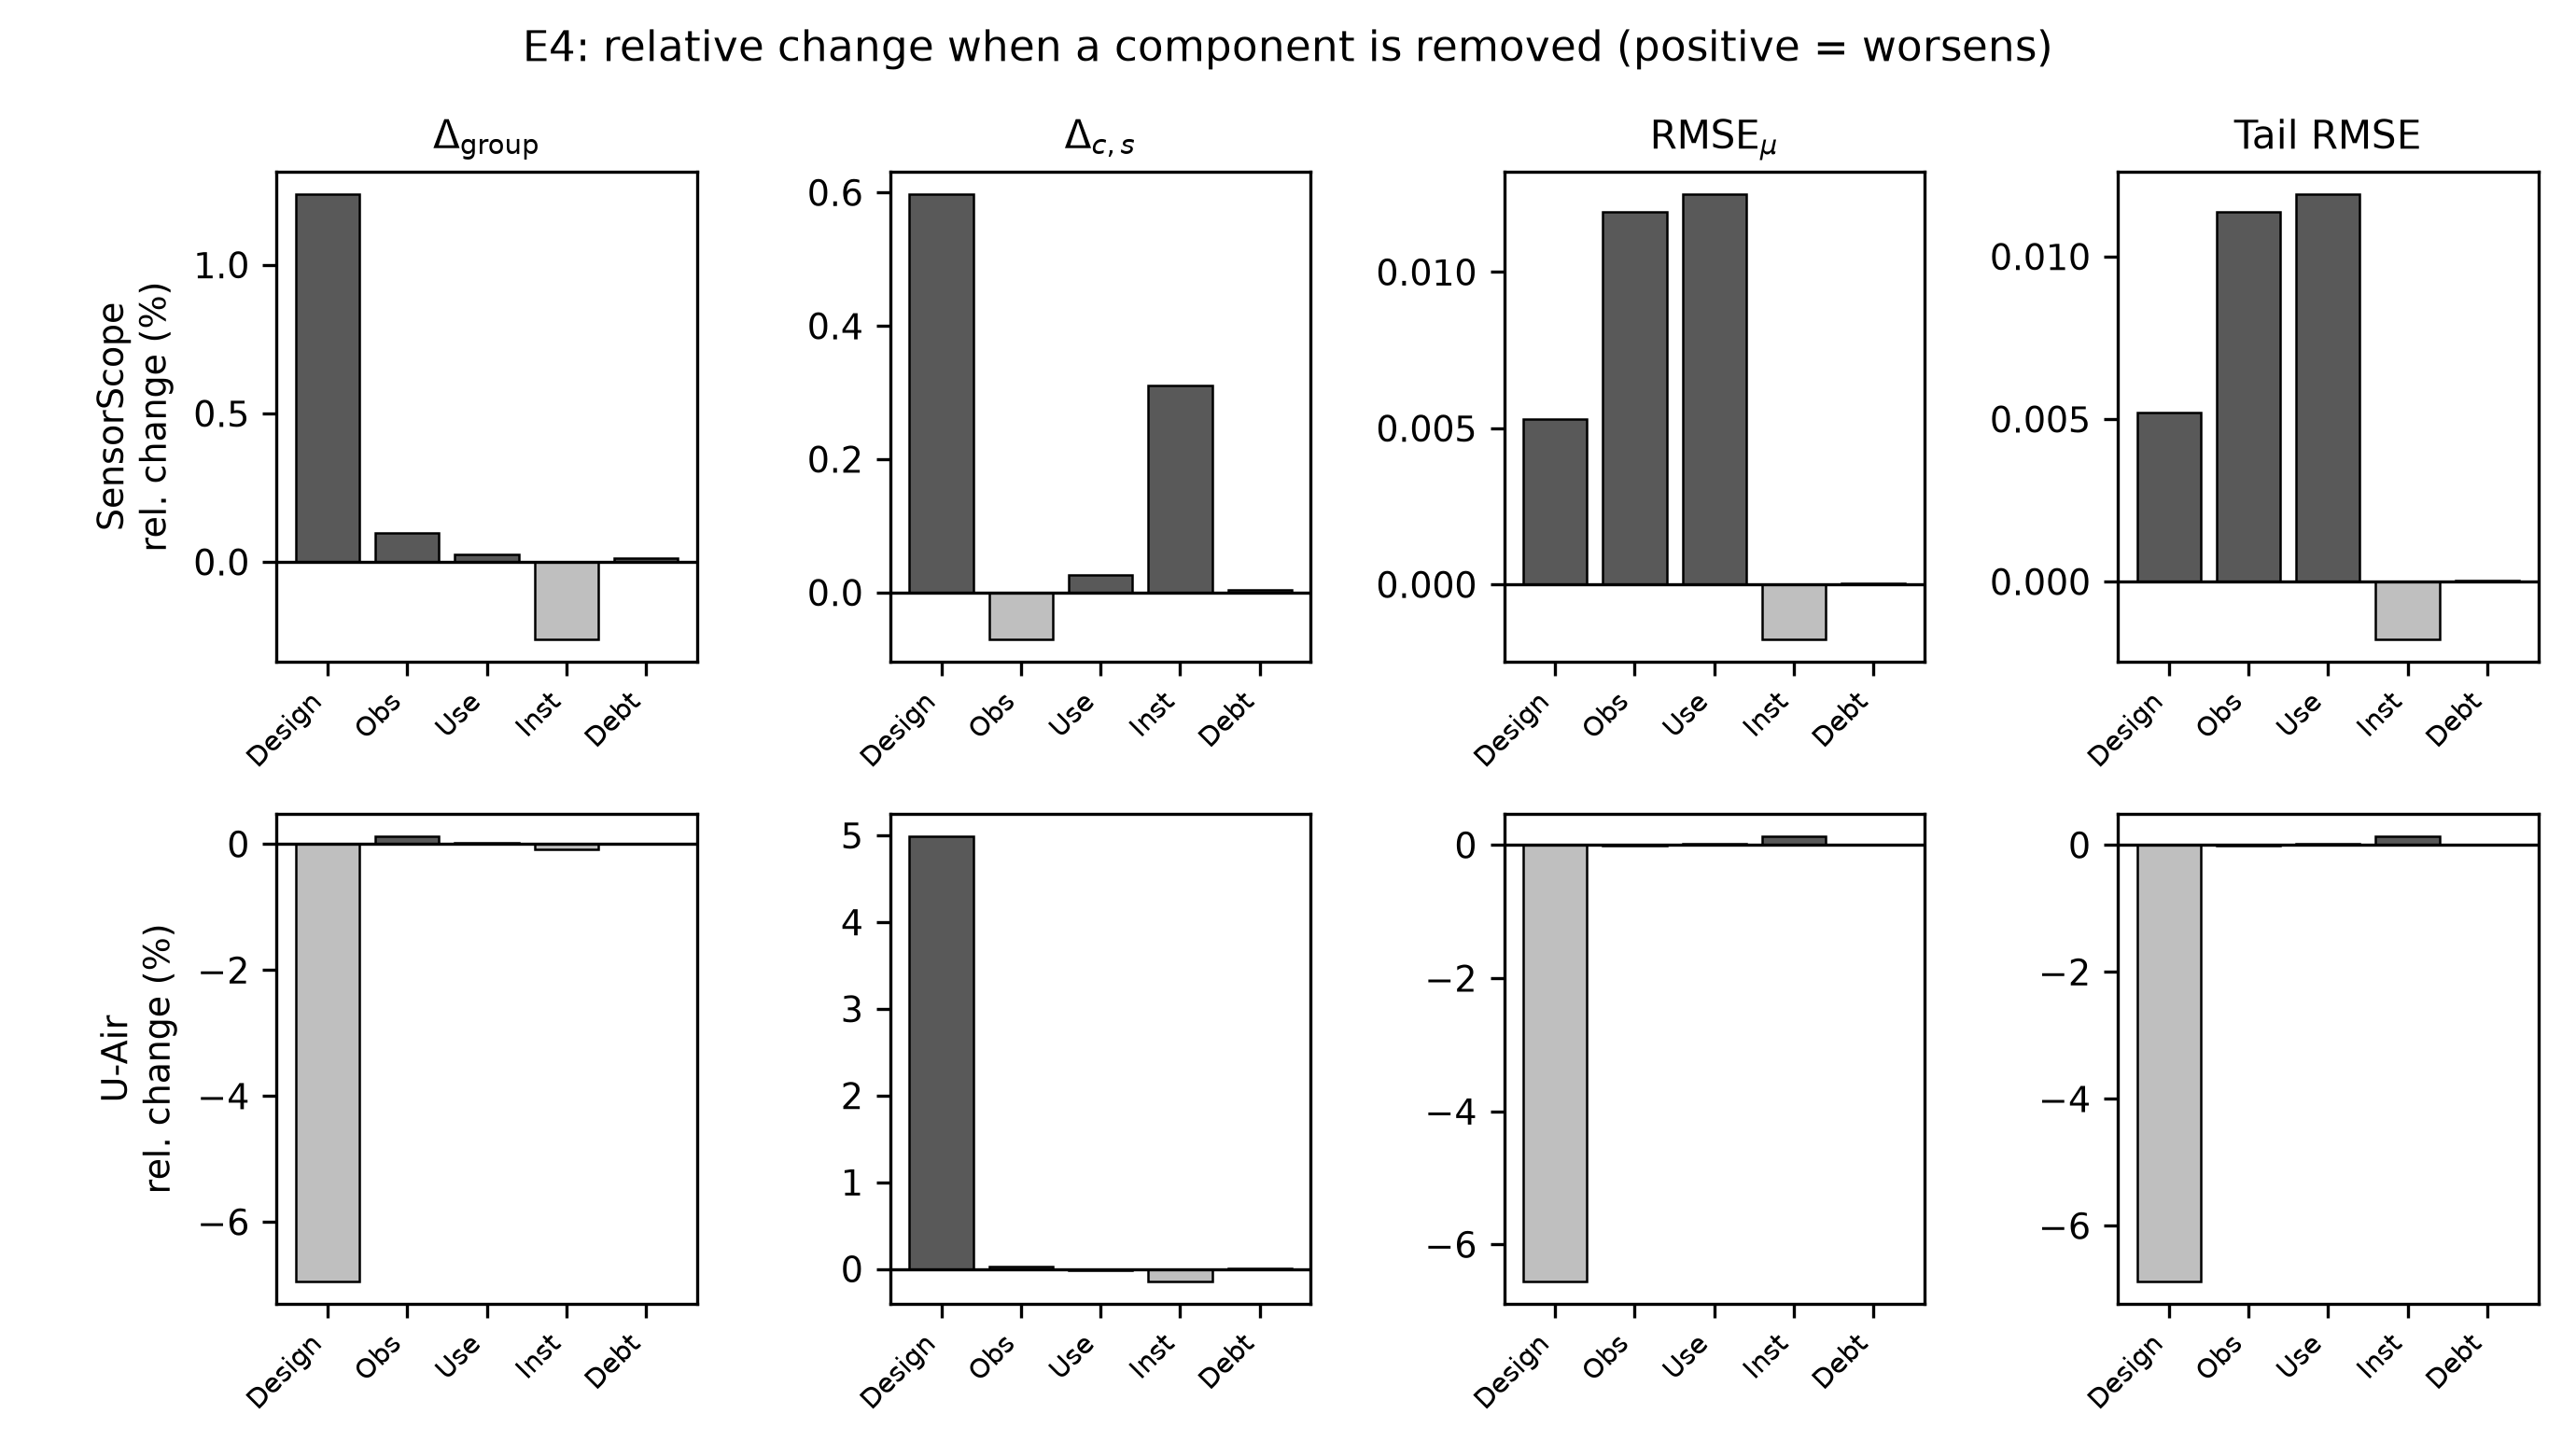 E4: relative change when a component is removed (positive = worsens)
Δgroup
Δc, s
RMSEμ
Tail RMSE
SensorScope
rel. change (%)
1.0
0.5
0.0
Design
Obs
Use
Inst
Debt
0.6
0.4
0.2
0.0
Design
Obs
Use
Inst
Debt
0.010
0.005
0.000
Design
Obs
Use
Inst
Debt
0.010
0.005
0.000
Design
Obs
Use
Inst
Debt
U-Air
rel. change (%)
0
−2
−4
−6
Design
Obs
Use
Inst
Debt
5
4
3
2
1
0
Design
Obs
Use
Inst
Debt
0
−2
−4
−6
Design
Obs
Use
Inst
Debt
0
−2
−4
−6
Design
Obs
Use
Inst
Debt